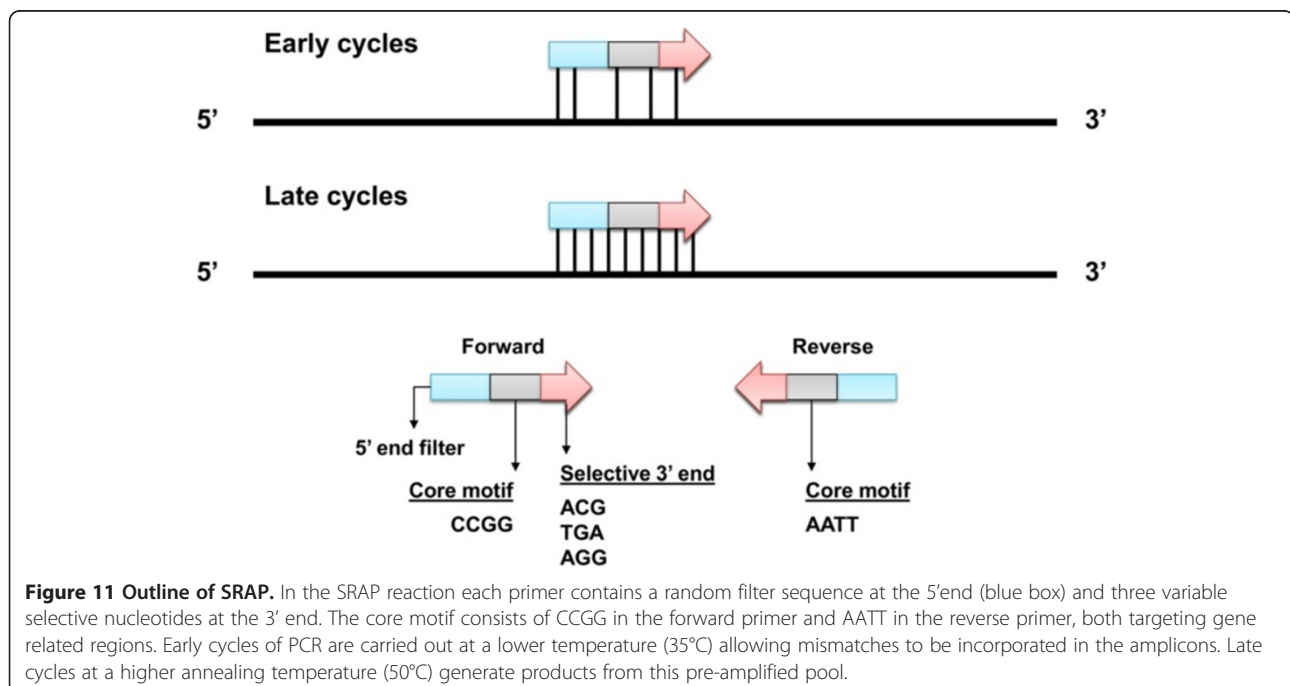 Early cycles
5’ 3’
Late cycles
5’ 3’
Forward Reverse
5’ end filter
Selective 3’ end
Core motif Core motif
ACG
CCGG AATT
TGA
AGG
Figure 11 Outline of SRAP. In the SRAP reaction each primer contains a random filter sequence at the 5’end (blue box) and three variable
selective nucleotides at the 3’ end. The core motif consists of CCGG in the forward primer and AATT in the reverse primer, both targeting gene
related regions. Early cycles of PCR are carried out at a lower temperature (35°C) allowing mismatches to be incorporated in the amplicons. Late
cycles at a higher annealing temperature (50°C) generate products from this pre-amplified pool.